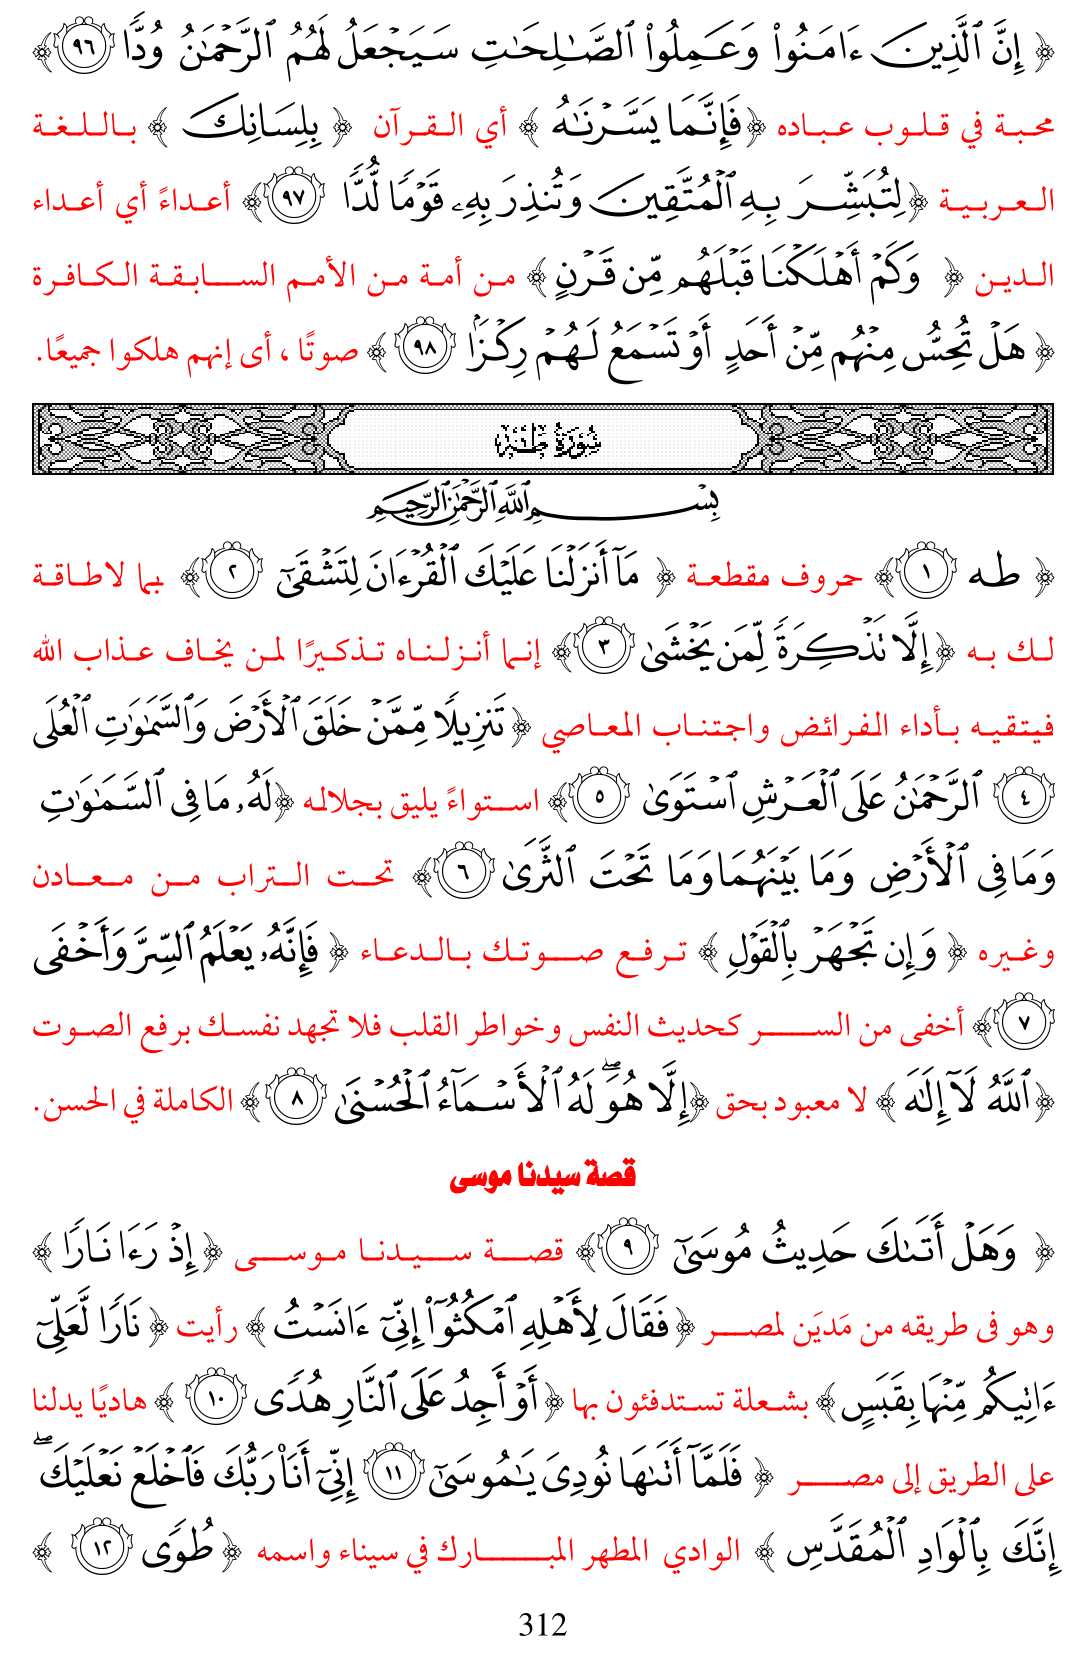 ﴿ إِنَّ ٱلَّذِينَ ءَامَنُوا۟ وَعَمِلُوا۟ ٱلصَّـٰلِحَـٰتِ سَيَجْعَلُ لَهُمُ ٱلرَّحْمَـٰنُ وُدًّا ٩٦ ﴾
محبة في قلوب عباده ﴿ فَإِنَّمَا يَسَّرْنَـٰهُ ﴾ أي القرآن ﴿ بِلِسَانِكَ ﴾ باللغة
العربية ﴿ لِتُبَشِّرَ بِهِ ٱلْمُتَّقِينَ وَتُنذِرَ بِهِۦ قَوْمًا لُّدًّا ٩٧ ﴾ أعداءً أي أعداء
الدين ﴿ وَكَمْ أَهْلَكْنَا قَبْلَهُم مِّن قَرْنٍ ﴾ من أمة من الأمم السابقة الكافرة
﴿ هَلْ تُحِسُّ مِنْهُم مِّنْ أَحَدٍ أَوْ تَسْمَعُ لَهُمْ رِكْزًۢا ٩٨ ﴾ صوتًا ، أى إنهم هلكوا جميعًا.
سُورَةُ طه
بِسْمِ ٱللَّهِ ٱلرَّحْمَـٰنِ ٱلرَّحِيمِ
﴿ طه ١ ﴾ حروف مقطعة ﴿ مَآ أَنزَلْنَا عَلَيْكَ ٱلْقُرْءَانَ لِتَشْقَىٰٓ ٢ ﴾ بما لاطاقة
لك به ﴿ إِلَّا تَذْكِرَةً لِّمَن يَخْشَىٰ ٣ ﴾ إنما أنزلناه تذكيرًا لمن يخاف عذاب الله
فيتقيه بأداء الفرائض واجتناب المعاصي ﴿ تَنزِيلًا مِّمَّنْ خَلَقَ ٱلْأَرْضَ وَٱلسَّمَـٰوَٰتِ ٱلْعُلَى
٤ ﴾ ٱلرَّحْمَـٰنُ عَلَى ٱلْعَرْشِ ٱسْتَوَىٰ ٥ ﴾ استواءً يليق بجلاله ﴿ لَهُۥ مَا فِى ٱلسَّمَـٰوَٰتِ
وَمَا فِى ٱلْأَرْضِ وَمَا بَيْنَهُمَا وَمَا تَحْتَ ٱلثَّرَىٰ ٦ ﴾ تحت التراب من معادن
وغيره ﴿ وَإِن تَجْهَرْ بِٱلْقَوْلِ ﴾ ترفع صوتك بالدعاء ﴿ فَإِنَّهُۥ يَعْلَمُ ٱلسِّرَّ وَأَخْفَى
٧ ﴾ أخفى من السر كحديث النفس وخواطر القلب فلا تجهد نفسك برفع الصوت
﴿ ٱللَّهُ لَآ إِلَـٰهَ ﴾ لا معبود بحق ﴿ إِلَّا هُوَ ۖ لَهُ ٱلْأَسْمَآءُ ٱلْحُسْنَىٰ ٨ ﴾ الكاملة في الحسن.
قصة سيدنا موسى
﴿ وَهَلْ أَتَىٰكَ حَدِيثُ مُوسَىٰٓ ٩ ﴾ قصة سيدنا موسى ﴿ إِذْ رَءَا نَارًا ﴾
وهو فى طريقه من مَديَن لمصر ﴿ فَقَالَ لِأَهْلِهِ ٱمْكُثُوٓا۟ إِنِّىٓ ءَانَسْتُ ﴾ رأيت ﴿ نَارًا لَّعَلِّىٓ
ءَاتِيكُم مِّنْهَا بِقَبَسٍ ﴾ بشعلة تستدفئون بها ﴿ أَوْ أَجِدُ عَلَى ٱلنَّارِ هُدًى ١٠ ﴾ هاديًا يدلنا
على الطريق إلى مصر ﴿ فَلَمَّآ أَتَىٰهَا نُودِىَ يَـٰمُوسَىٰٓ ١١ إِنِّىٓ أَنَا۠ رَبُّكَ فَٱخْلَعْ نَعْلَيْكَ ۖ
إِنَّكَ بِٱلْوَادِ ٱلْمُقَدَّسِ ﴾ الوادي المطهر المبارك في سيناء واسمه ﴿ طُوًى ١٢ ﴾
312